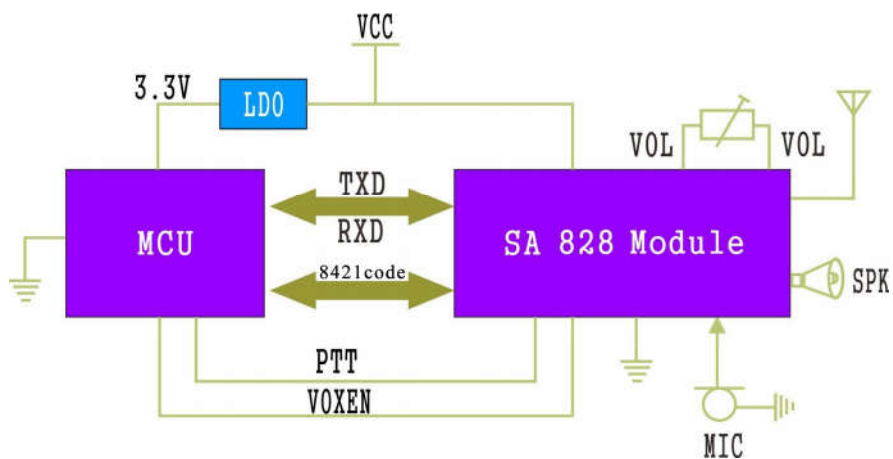 VCC
3.3V
LDO
VOL
VOL
TXD
MCU
RXD
SA 828 Module
8421code
SPK
PTT
VOXEN
MIC